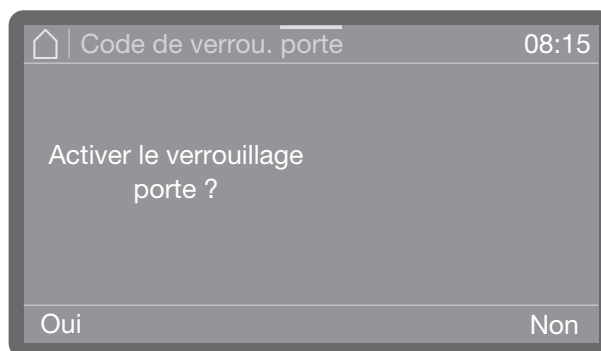 Code de verrou. porte 08:15
Activer le verrouillage
porte ?
Oui Non